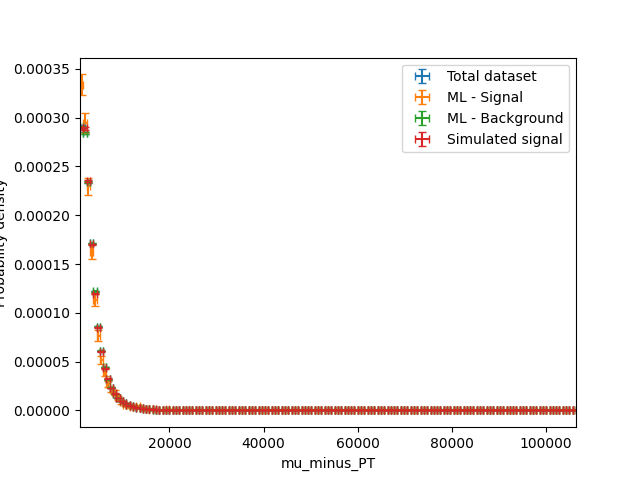 0.00035
0.00030
0.00025
0.00020
0.00015
0.00010
0.00005
0.00000
Probability density
20000 40000 60000 80000 100000
mu_minus_PT
Total dataset
ML - Signal
ML - Background
Simulated signal